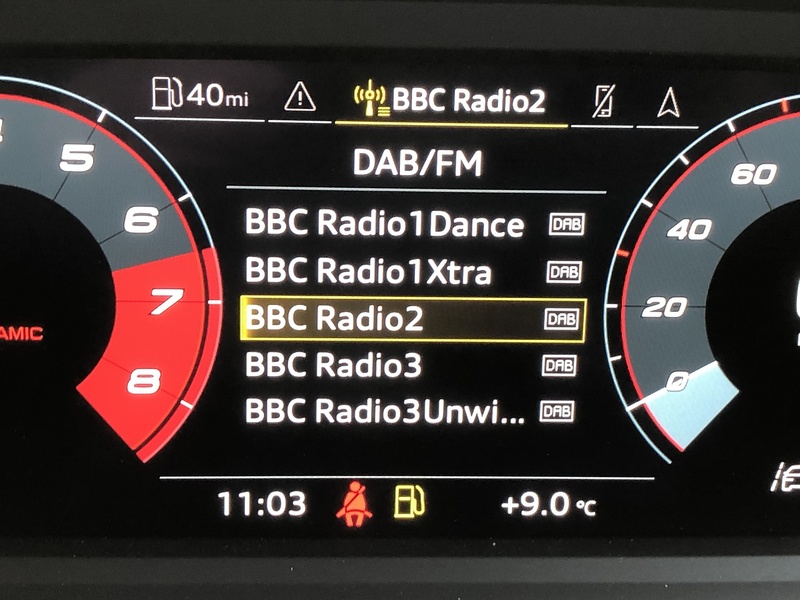 40mi
BBC Radio2
DAB/FM
BBC Radio1Dance DAB
BBC Radio1Xtra DAB
BBC Radio2 DAB
BBC Radio3 DAB
BBC Radio3Unwi... DAB
11:03
+9.0 °C
5
6
7
8
AMIC
60
40
20
0